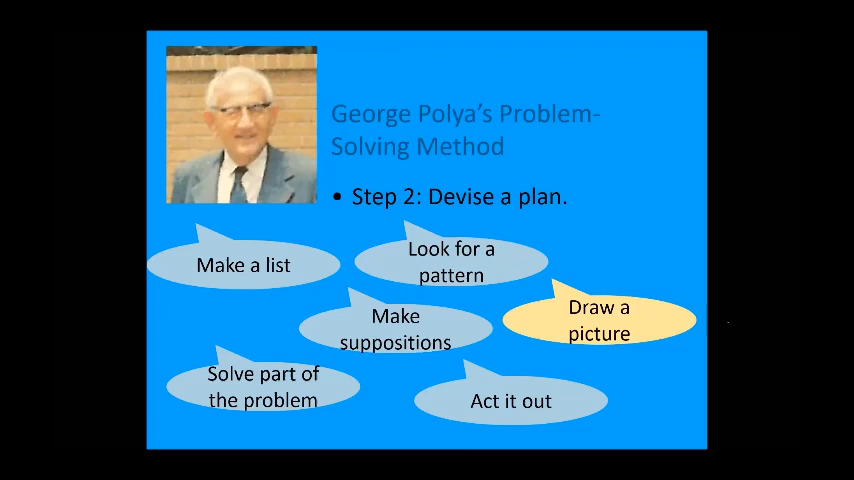 George Polya's Problem-
Solving Method
• Step 2: Devise a plan.
Make a list
Look for a
pattern
Make
suppositions
Draw a
picture
Solve part of
the problem
Act it out